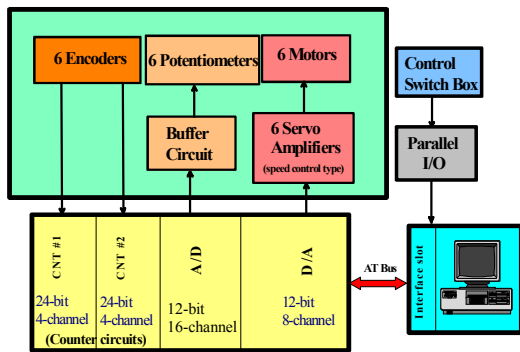 6 Encoders
6 Potentiometers
6 Motors
Control
Switch Box
Buffer
Circuit
6 Servo
Amplifiers
(speed control type)
Parallel
I/O
CNT #1
CNT #2
A/D
D/A
AT Bus
Interface slot
24-bit
4-channel
24-bit
4-channel
(Counter circuits)
12-bit
16-channel
12-bit
8-channel